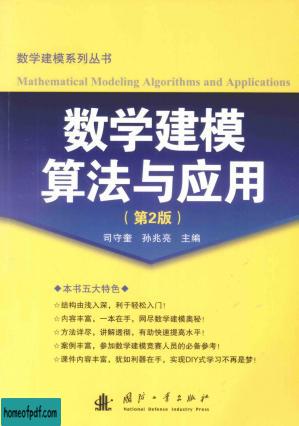 数学建模系列丛书
Mathematical Modeling Algorithms and Applications
数学建模
算法与应用
（第2版）
司守奎 孙兆亮 主编
◆本书五大特色◆
☆结构由浅入深，利于轻松入门！
☆内容丰富，一本在手，网尽数学建模奥秘！
☆方法详尽，讲解透彻，有助快速提高水平！
☆案例丰富，参加数学建模竞赛人员的必备参考！
☆课件内容丰富，犹如利器在手，实现DIY式学习不再是梦！
国防工业出版社
National Defense Industry Press
homeofpdf.com
homeofpdf.com